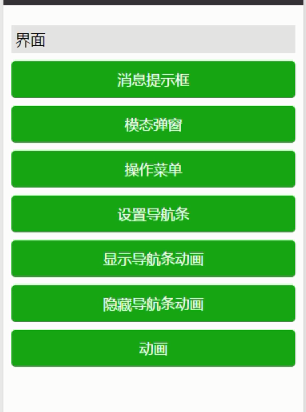 界面
消息提示框
模态弹窗
操作菜单
设置导航条
显示导航条动画
隐藏导航条动画
动画